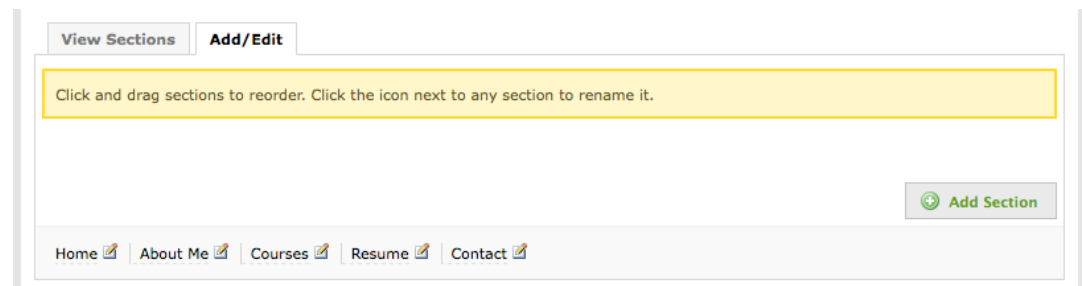 View Sections Add/Edit
Click and drag sections to reorder. Click the icon next to any section to rename it.
Add Section
Home About Me Courses Resume Contact